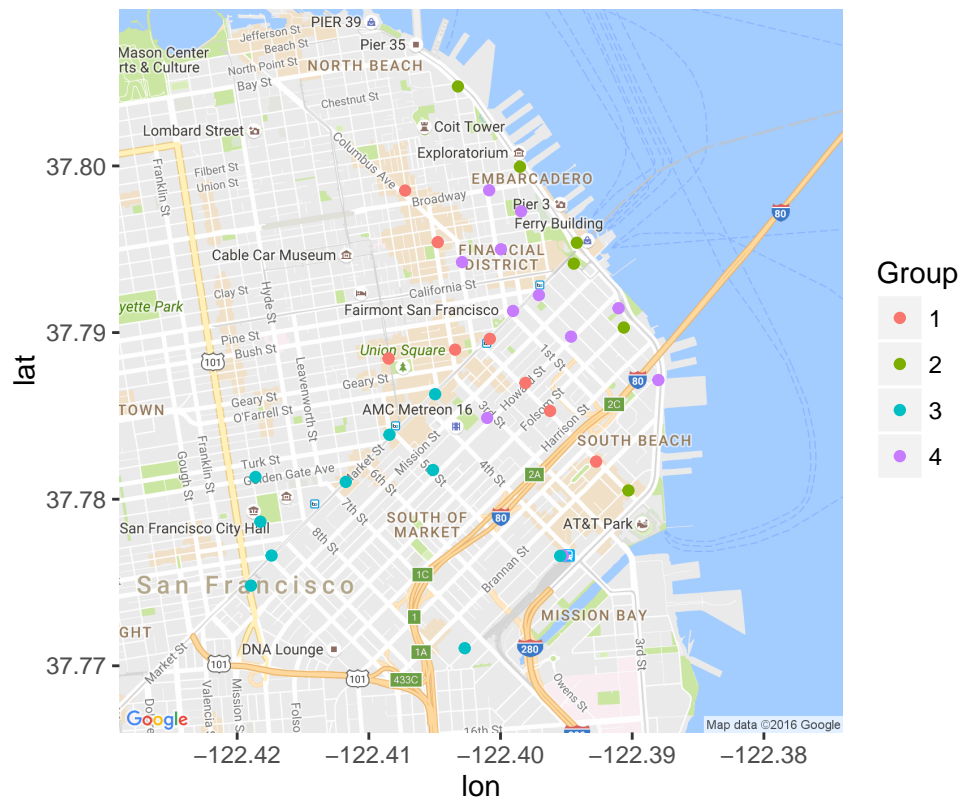 PIER 39
Jefferson St
Beach St
Pier 35
Mason Center
rts & Culture
North Point St
NORTH BEACH
Bay St
Chestnut St
Lombard Street
Coit Tower
Columbus Ave
Exploratorium
37.80
Filbert St
Union St
EMBARCADERO
Franklin St
Broadway
Pier 3
80
Ferry Building
Cable Car Museum
FINANCIAL
DISTRICT
Clay St
Hyde St
California St
yette Park
Fairmont San Francisco
Group
1
2
3
4
37.79
Pine St
Bush St
101
Union Square
1st St
Leavenworth St
Geary St
Howard St
80
lat
Geary St
O'Farrell St
TOWN
AMC Metreon 16
3rd St
Folsom St
2C
Harrison St
Mission St
SOUTH BEACH
Franklin St
Gough St
Turk St
Golden Gate Ave
Market St
5th St
6th St
4th St
2A
37.78
7th St
San Francisco City Hall
8th St
SOUTH OF
MARKET
80
AT&T Park
San Francisco
1C
Brannan St
MISSION BAY
1
GHT
3rd St
DNA Lounge
1A
280
37.77
Market St
101
101
433C
Valencia S
Mission S
Folso
Owens St
Google
16th St
Map data ©2016 Google
−122.42
−122.41
−122.40
−122.39
−122.38
lon